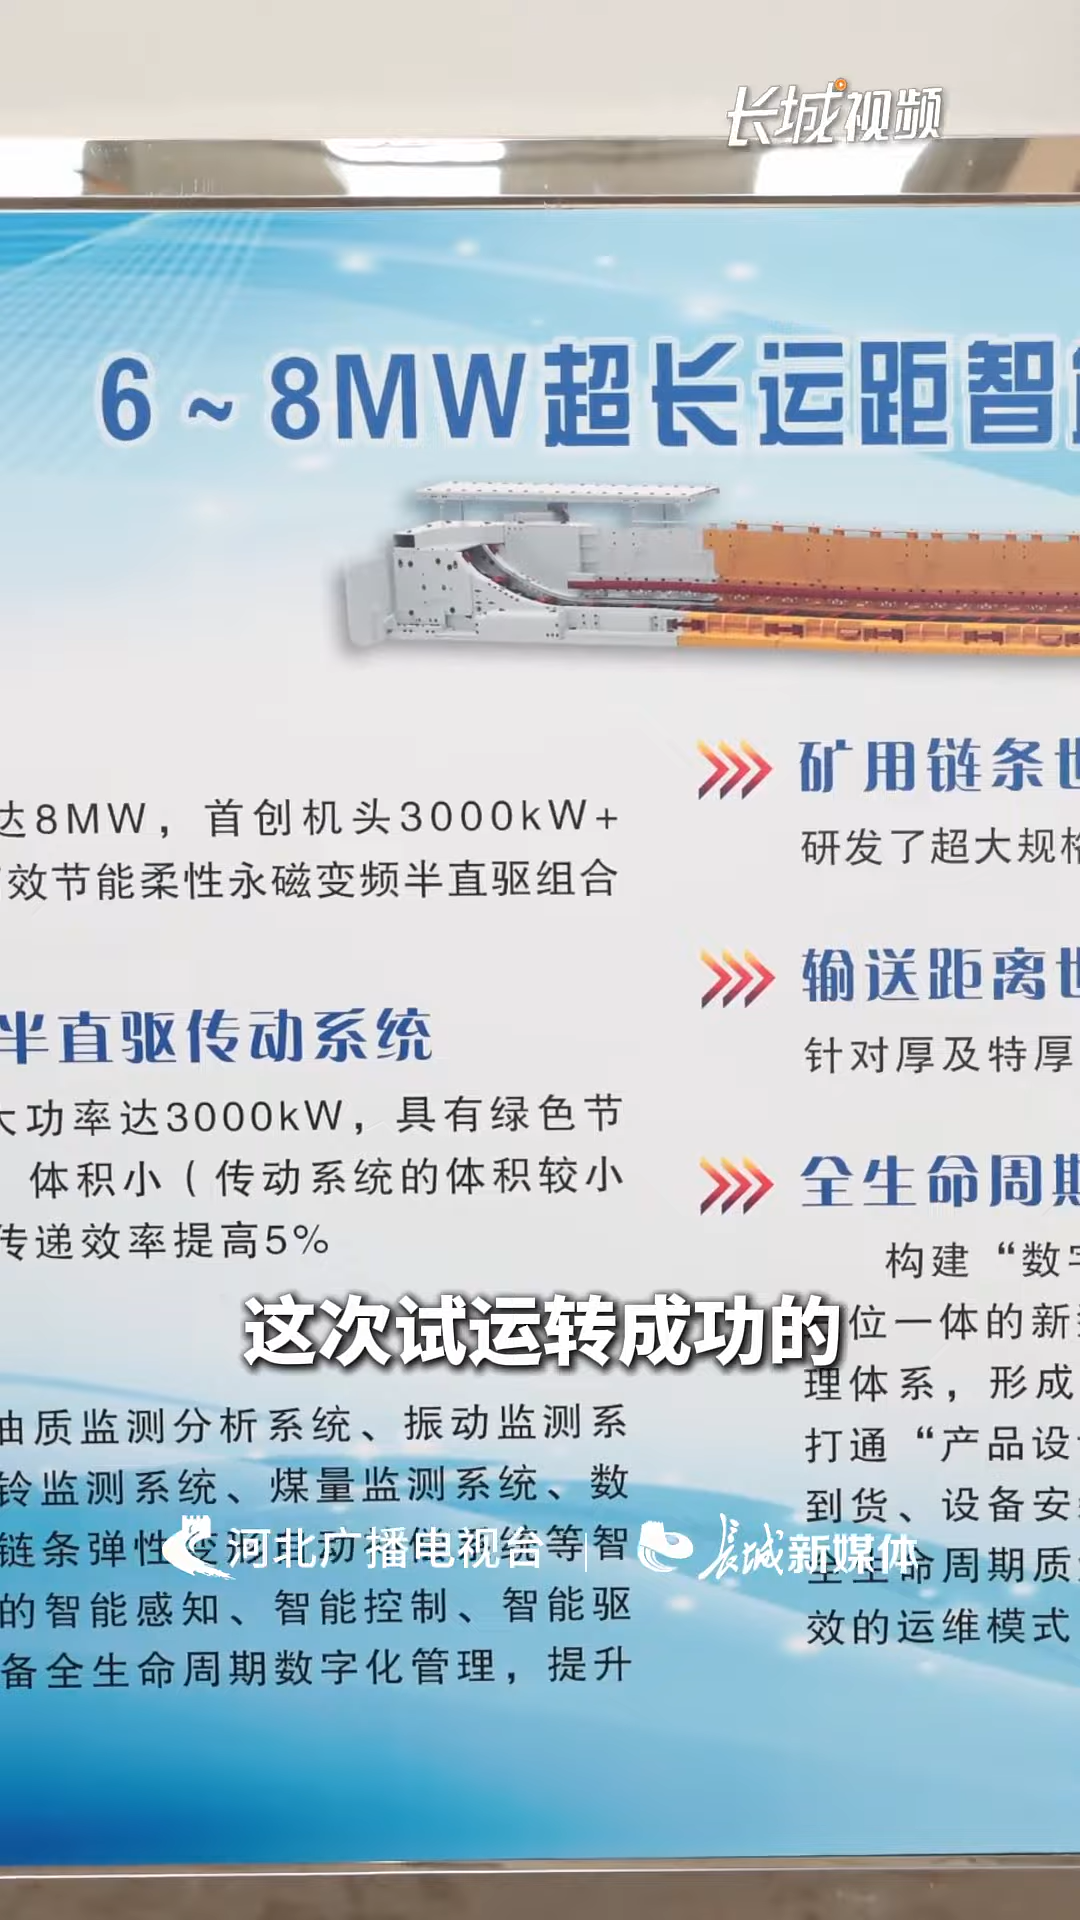 长城视频
6~8MW超长运距智
达8MW，首创机头3000kW+
效节能柔性永磁变频半直驱组合
半直驱传动系统
大功率达3000kW，具有绿色节
体积小（传动系统的体积较小
传递效率提高5%
油质监测分析系统、振动监测系
铃监测系统、煤量监测系统、数
链条弹性
等智
的智能感知、智能控制、智能驱
备全生命周期数字化管理，提升
矿用链条世
研发了超大规格
输送距离世
针对厚及特厚
全生命周期
构建“数字
位一体的新
理体系，形成
打通“产品设
到货、设备安
全生命周期质
效的运维模式
这次试运转成功的
河北广播电视台 | 长城新媒体